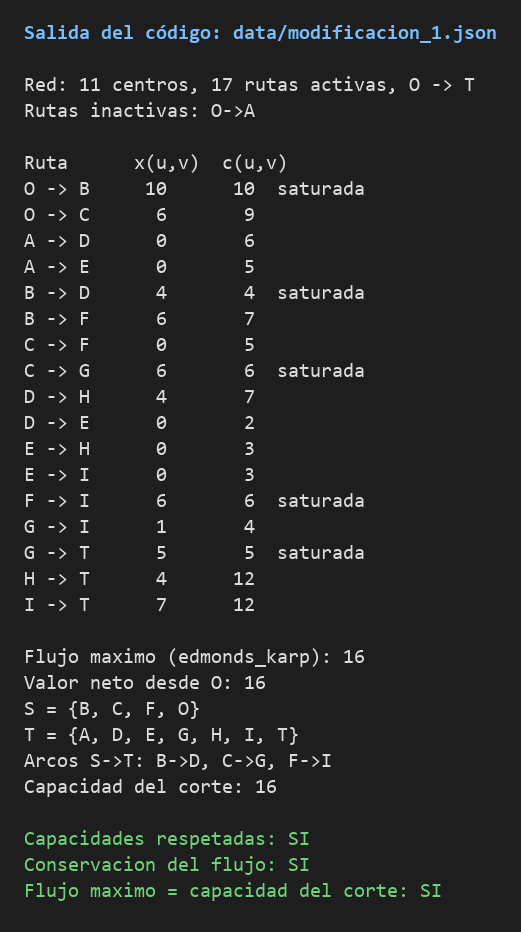 Salida del código: data/modificacion_1.json
Red: 11 centros, 17 rutas activas, O -> T
Rutas inactivas: O->A
Ruta      x(u,v)  c(u,v)
O -> B     10      10  saturada
O -> C      6       9
A -> D      0       6
A -> E      0       5
B -> D      4       4  saturada
B -> F      6       7
C -> F      0       5
C -> G      6       6  saturada
D -> H      4       7
D -> E      0       2
E -> H      0       3
E -> I      0       3
F -> I      6       6  saturada
G -> I      1       4
G -> T      5       5  saturada
H -> T      4      12
I -> T      7      12
Flujo maximo (edmonds_karp): 16
Valor neto desde O: 16
S = {B, C, F, O}
T = {A, D, E, G, H, I, T}
Arcos S->T: B->D, C->G, F->I
Capacidad del corte: 16
Capacidades respetadas: SI
Conservacion del flujo: SI
Flujo maximo = capacidad del corte: SI